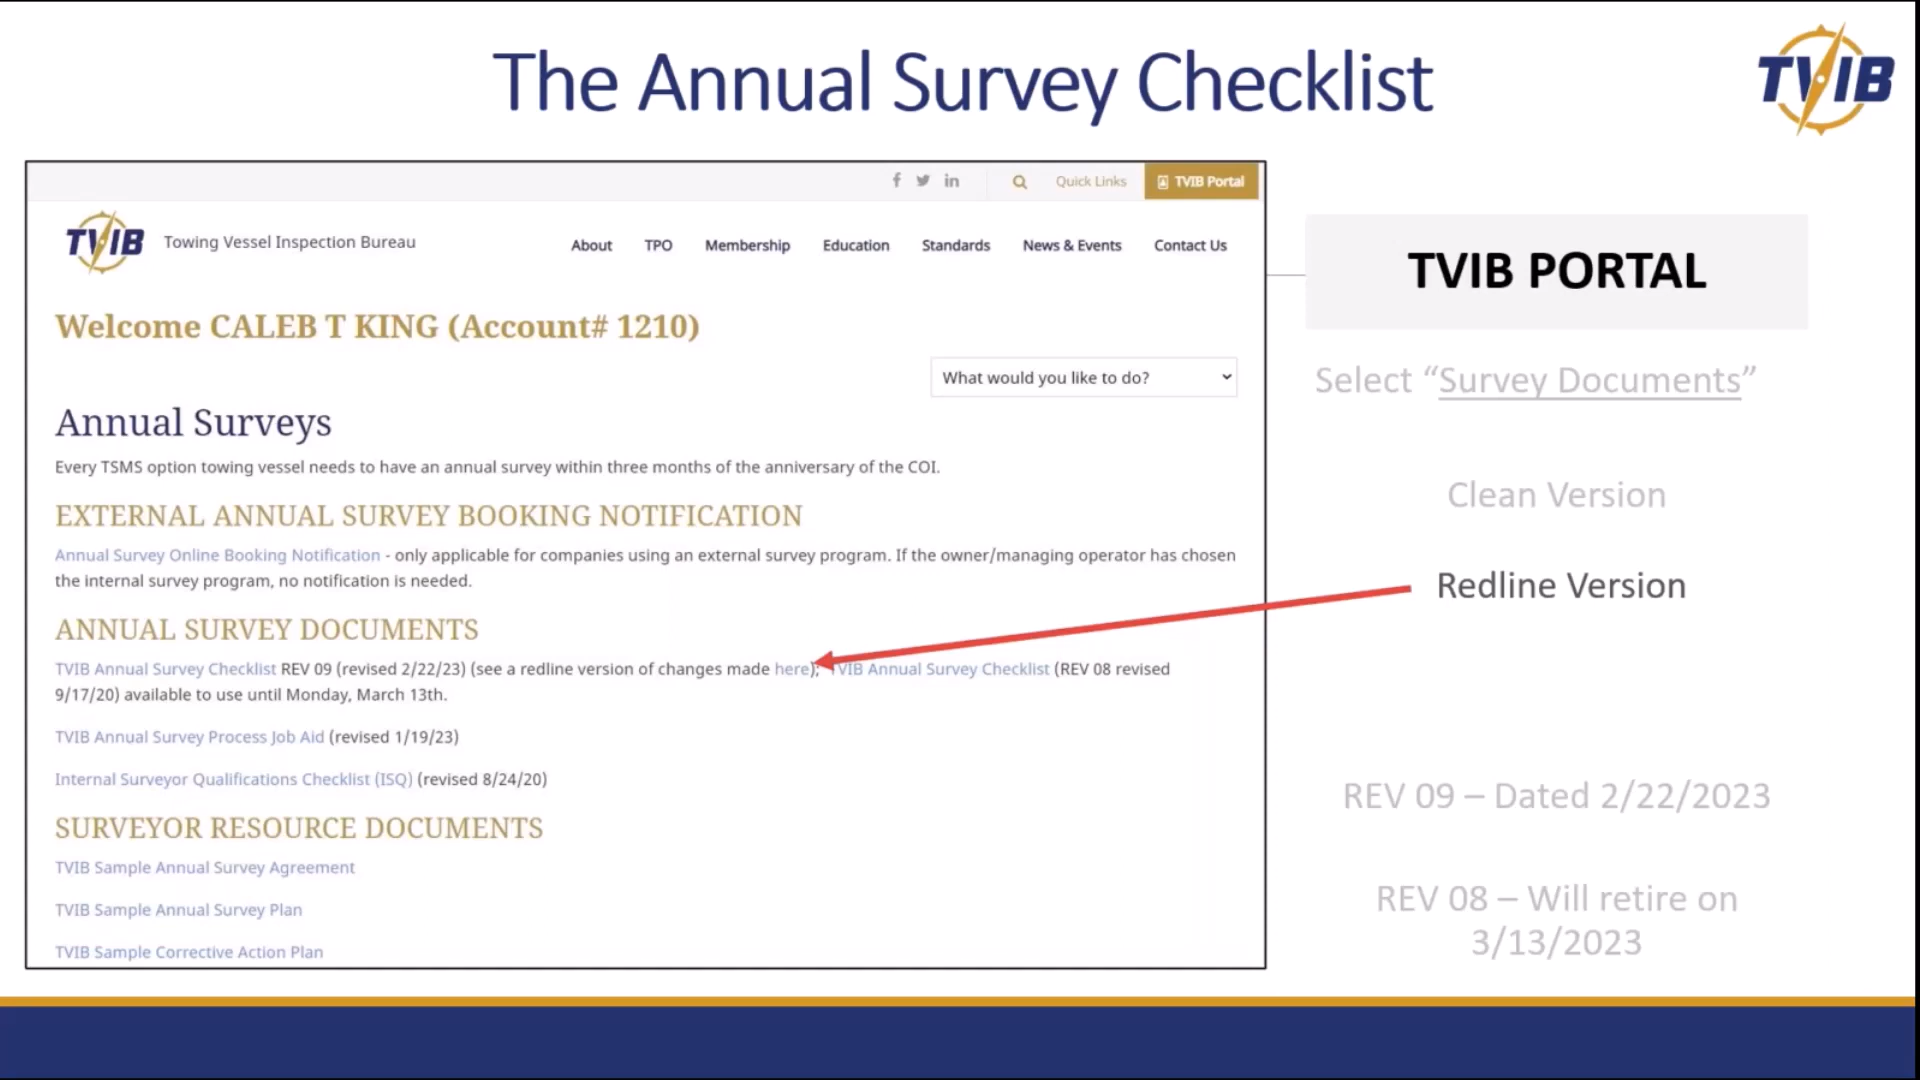 The Annual Survey Checklist
TVIB
Quick Links
TVIB Portal
TVIB
Towing Vessel Inspection Bureau
About
TPO
Membership
Education
Standards
News & Events
Contact Us
Welcome CALEB T KING (Account# 1210)
What would you like to do?
Annual Surveys
Every TSMS option towing vessel needs to have an annual survey within three months of the anniversary of the COI.
EXTERNAL ANNUAL SURVEY BOOKING NOTIFICATION
Annual Survey Online Booking Notification - only applicable for companies using an external survey program. If the owner/managing operator has chosen
the internal survey program, no notification is needed.
ANNUAL SURVEY DOCUMENTS
TVIB Annual Survey Checklist REV 09 (revised 2/22/23) (see a redline version of changes made here); TVIB Annual Survey Checklist (REV 08 revised
9/17/20) available to use until Monday, March 13th.
TVIB Annual Survey Process Job Aid (revised 1/19/23)
Internal Surveyor Qualifications Checklist (ISQ) (revised 8/24/20)
SURVEYOR RESOURCE DOCUMENTS
TVIB Sample Annual Survey Agreement
TVIB Sample Annual Survey Plan
TVIB Sample Corrective Action Plan
TVIB PORTAL
Select “Survey Documents”
Clean Version
Redline Version
REV 09 – Dated 2/22/2023
REV 08 – Will retire on
3/13/2023